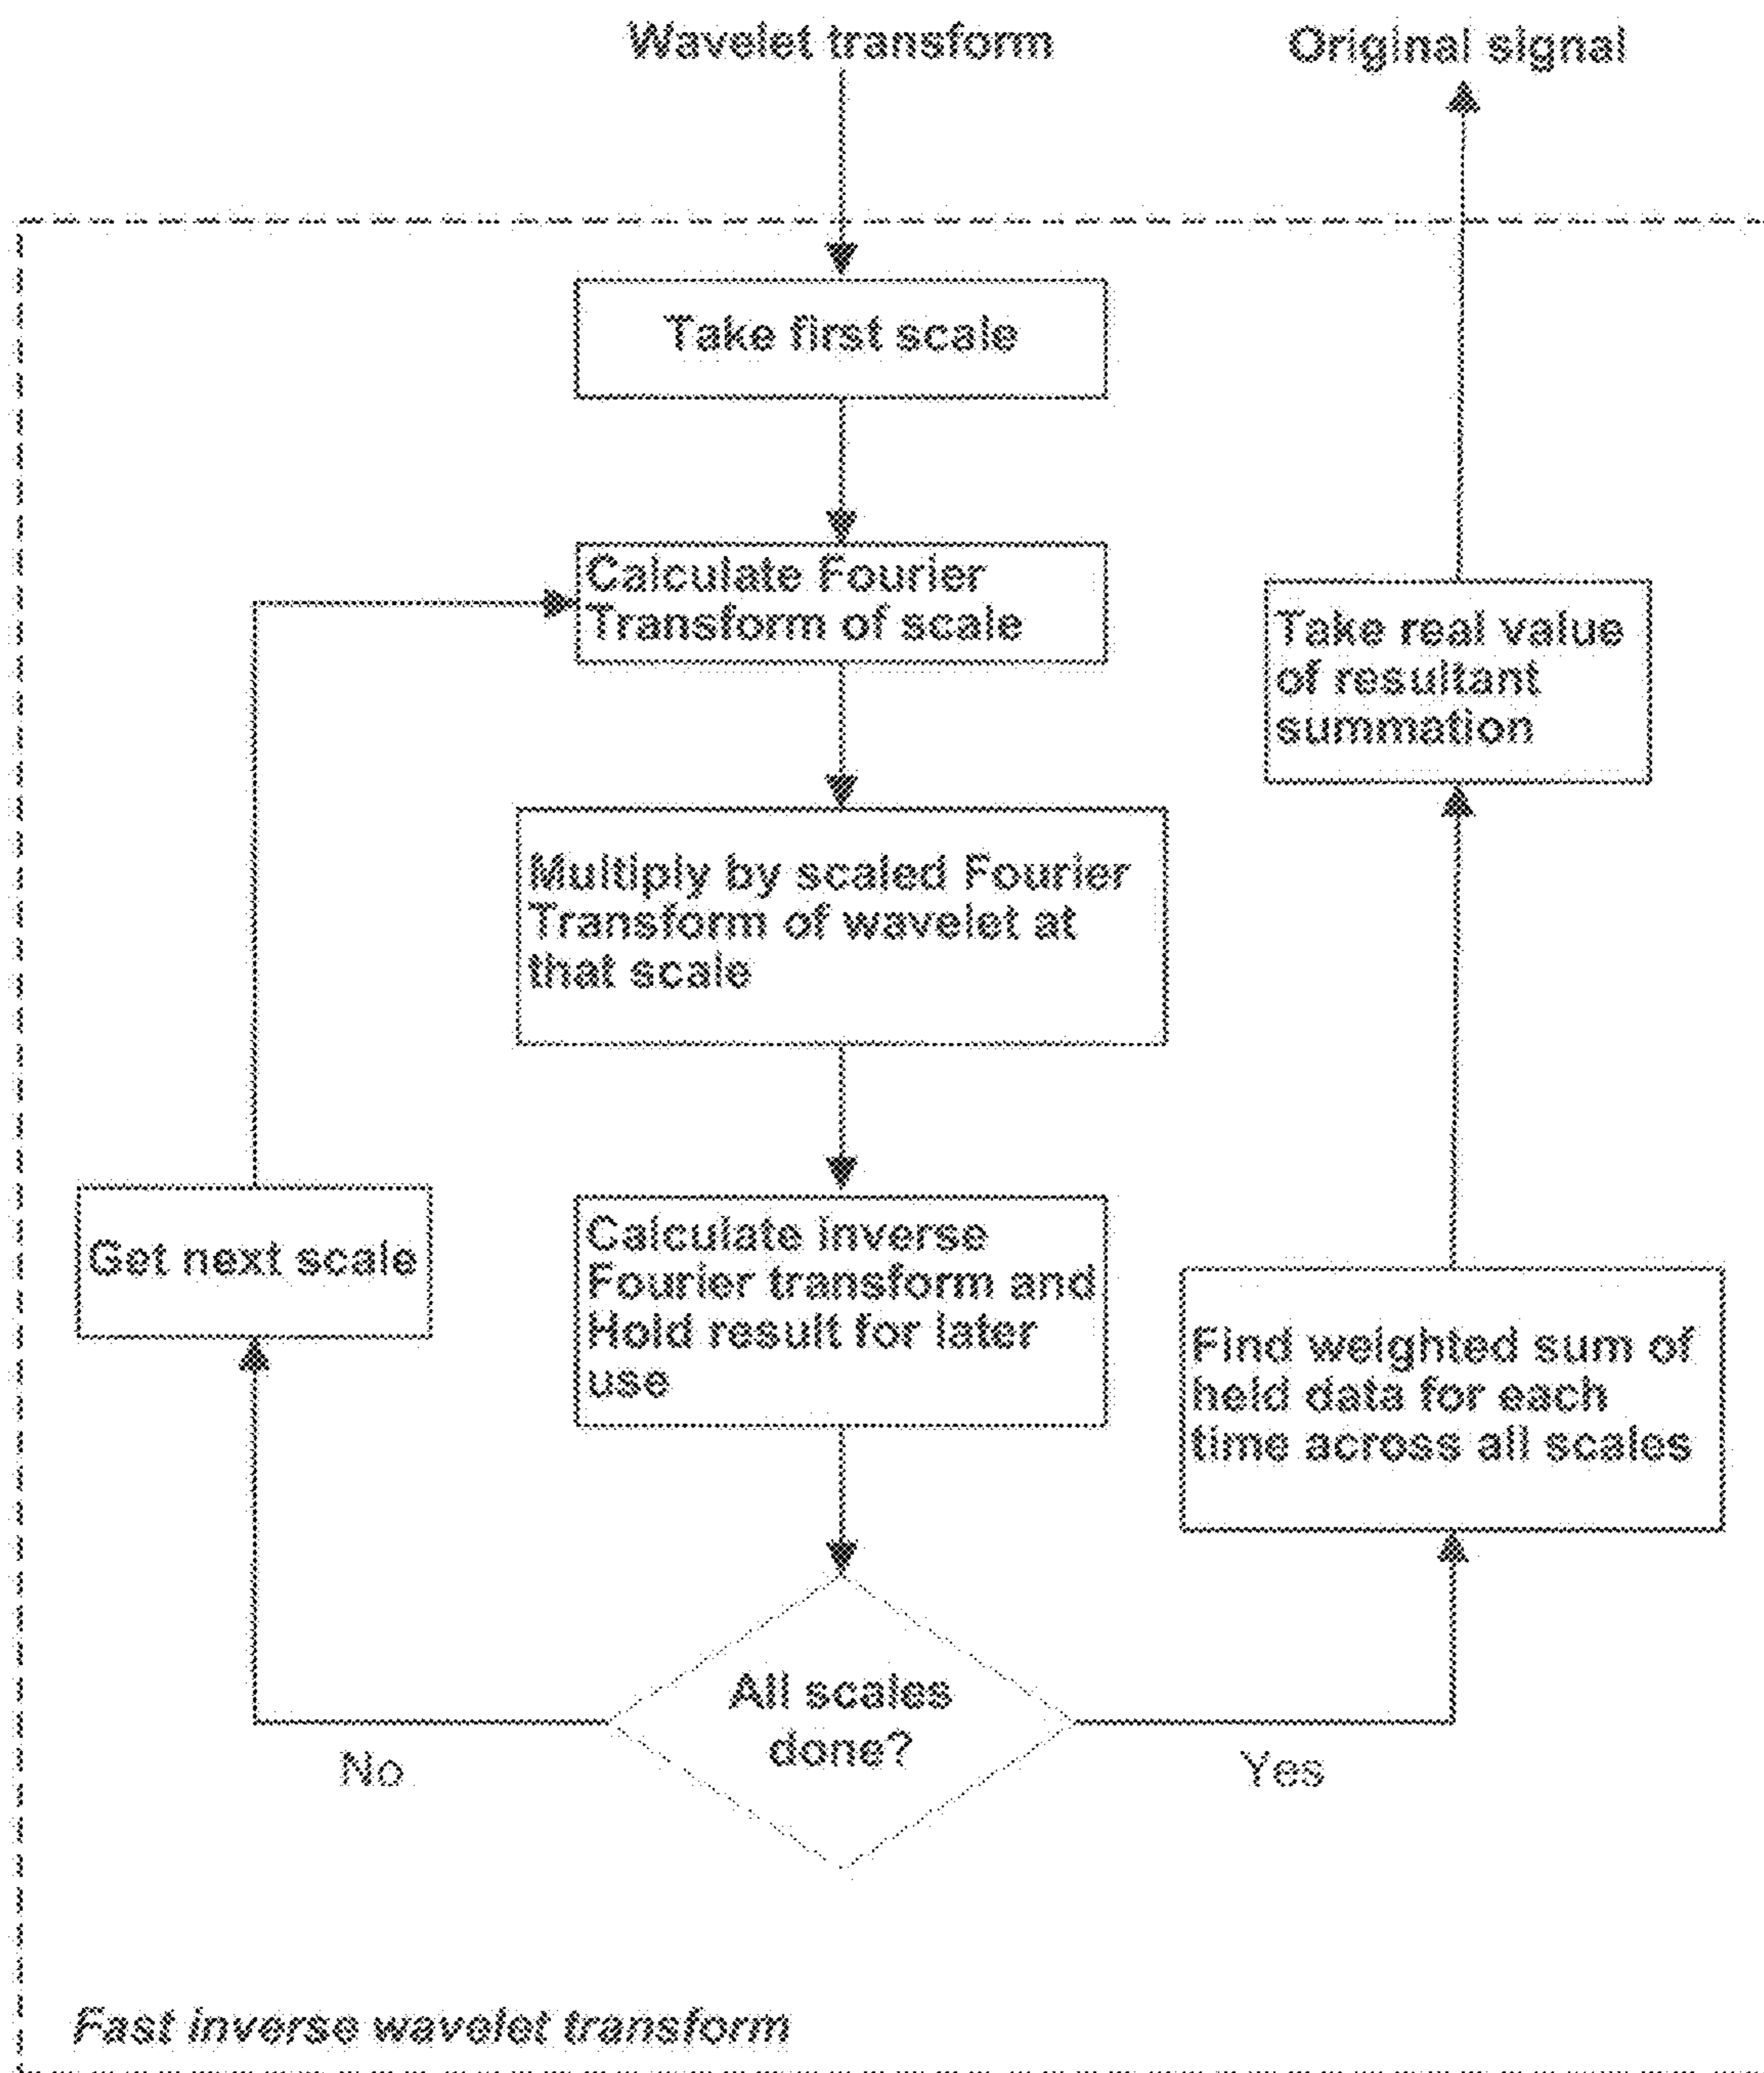 Wavelet transform
Original signal
Take first scale
Calculate Fourier
Transform of scale
Take real value
of resultant
summation
Multiply by scaled Fourier
Transform of wavelet at
that scale
Get next scale
Calculate inverse
Fourier transform and
Hold result for later
use
Find weighted sum of
held data for each
time across all scales
All scales
done?
No
Yes
Fast inverse wavelet transform